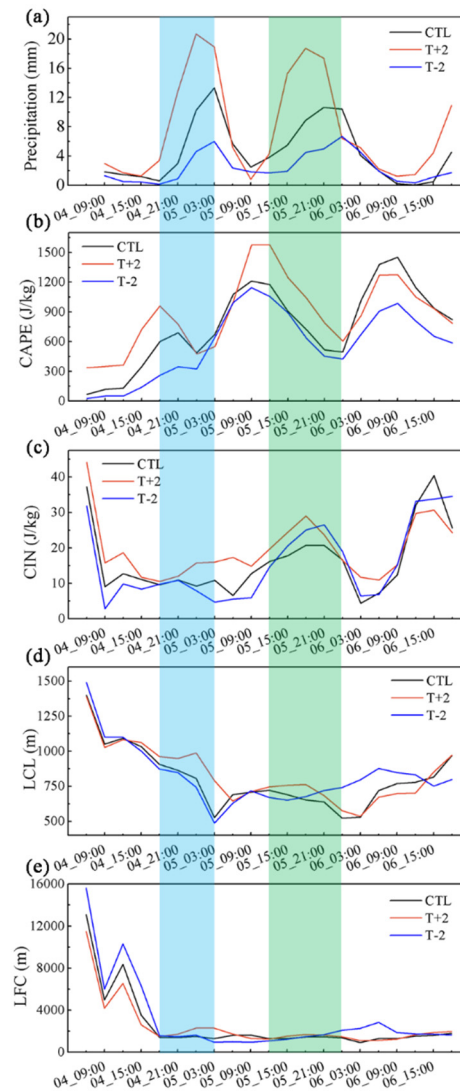 (a)
CTL
T+2
T-2
Precipitation (mm)
20
16
12
8
4
0
04_09:00 04_15:00 04_21:00 05_03:00 05_09:00 05_15:00 05_21:00 06_03:00 06_09:00 06_15:00
(b)
CTL
T+2
T-2
CAPE (J/kg)
1500
1200
900
600
300
0
04_09:00 04_15:00 04_21:00 05_03:00 05_09:00 05_15:00 05_21:00 06_03:00 06_09:00 06_15:00
(c)
CTL
T+2
T-2
CIN (J/kg)
40
30
20
10
0
04_09:00 04_15:00 04_21:00 05_03:00 05_09:00 05_15:00 05_21:00 06_03:00 06_09:00 06_15:00
(d)
CTL
T+2
T-2
LCL (m)
1500
1250
1000
750
500
04_09:00 04_15:00 04_21:00 05_03:00 05_09:00 05_15:00 05_21:00 06_03:00 06_09:00 06_15:00
(e)
CTL
T+2
T-2
LFC (m)
16000
12000
8000
4000
0
04_09:00 04_15:00 04_21:00 05_03:00 05_09:00 05_15:00 05_21:00 06_03:00 06_09:00 06_15:00